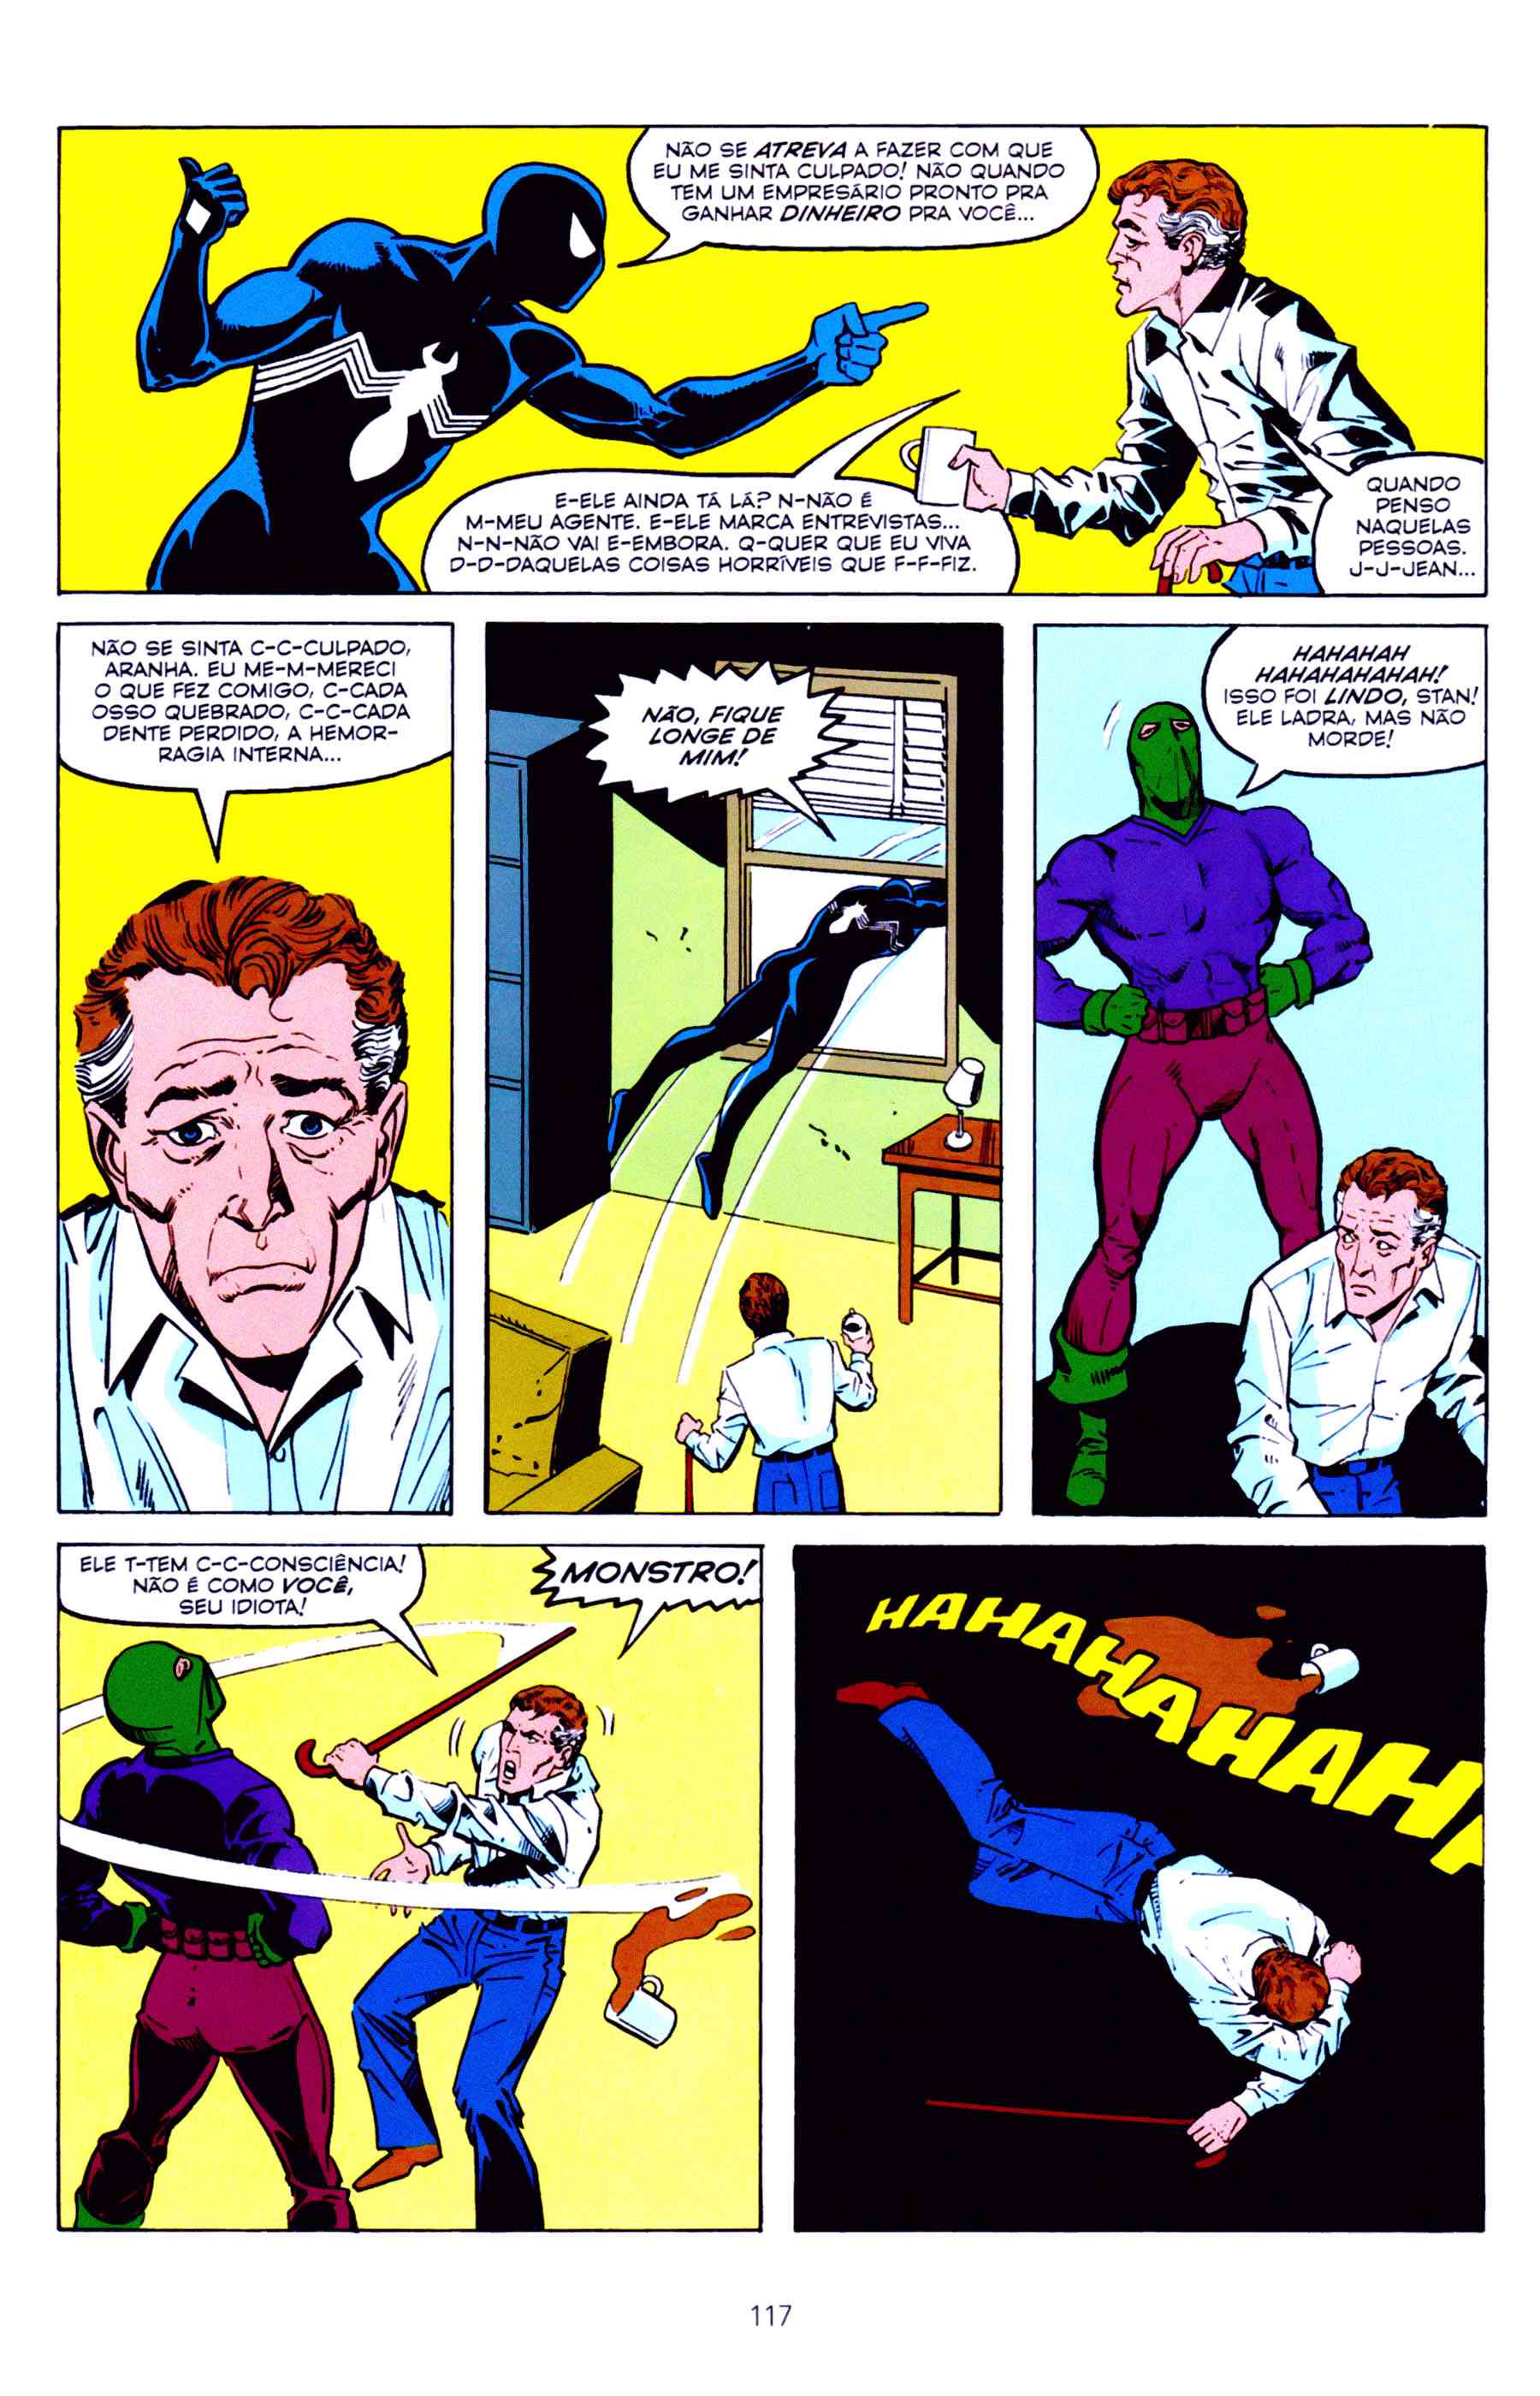 NÃO SE ATREVA A FAZER COM QUE
EU ME SINTA CULPADO! NÃO QUANDO
TEM UM EMPRESÁRIO PRONTO PRA
GANHAR DINHEIRO PRA VOCÊ...
E-ELE AINDA TÁ LÁ? N-NÃO É
M-MEU AGENTE. E-ELE MARCA ENTREVISTAS...
N-N-NÃO VAI E-EMBORA. Q-QUER QUE EU VIVA
D-D-DAQUELAS COISAS HORRÍVEIS QUE F-F-FIZ.
QUANDO
PENSO
NAQUELAS
PESSOAS.
J-J-JEAN...
NÃO SE SINTA C-C-CULPADO,
ARANHA. EU ME-M-MERECI
O QUE FEZ COMIGO, C-CADA
OSSO QUEBRADO, C-C-CADA
DENTE PERDIDO, A HEMOR-
RAGIA INTERNA...
NÃO, FIQUE
LONGE DE
MIM!
HAHAHAH
HAHAHAHAHAH!
ISSO FOI LINDO, STAN!
ELE LADRA, MAS NÃO
MORDE!
ELE T-TEM C-C-CONSCIÊNCIA!
NÃO É COMO VOCÊ,
SEU IDIOTA!
MONSTRO!
HAHAHAHAHAHAHA
117